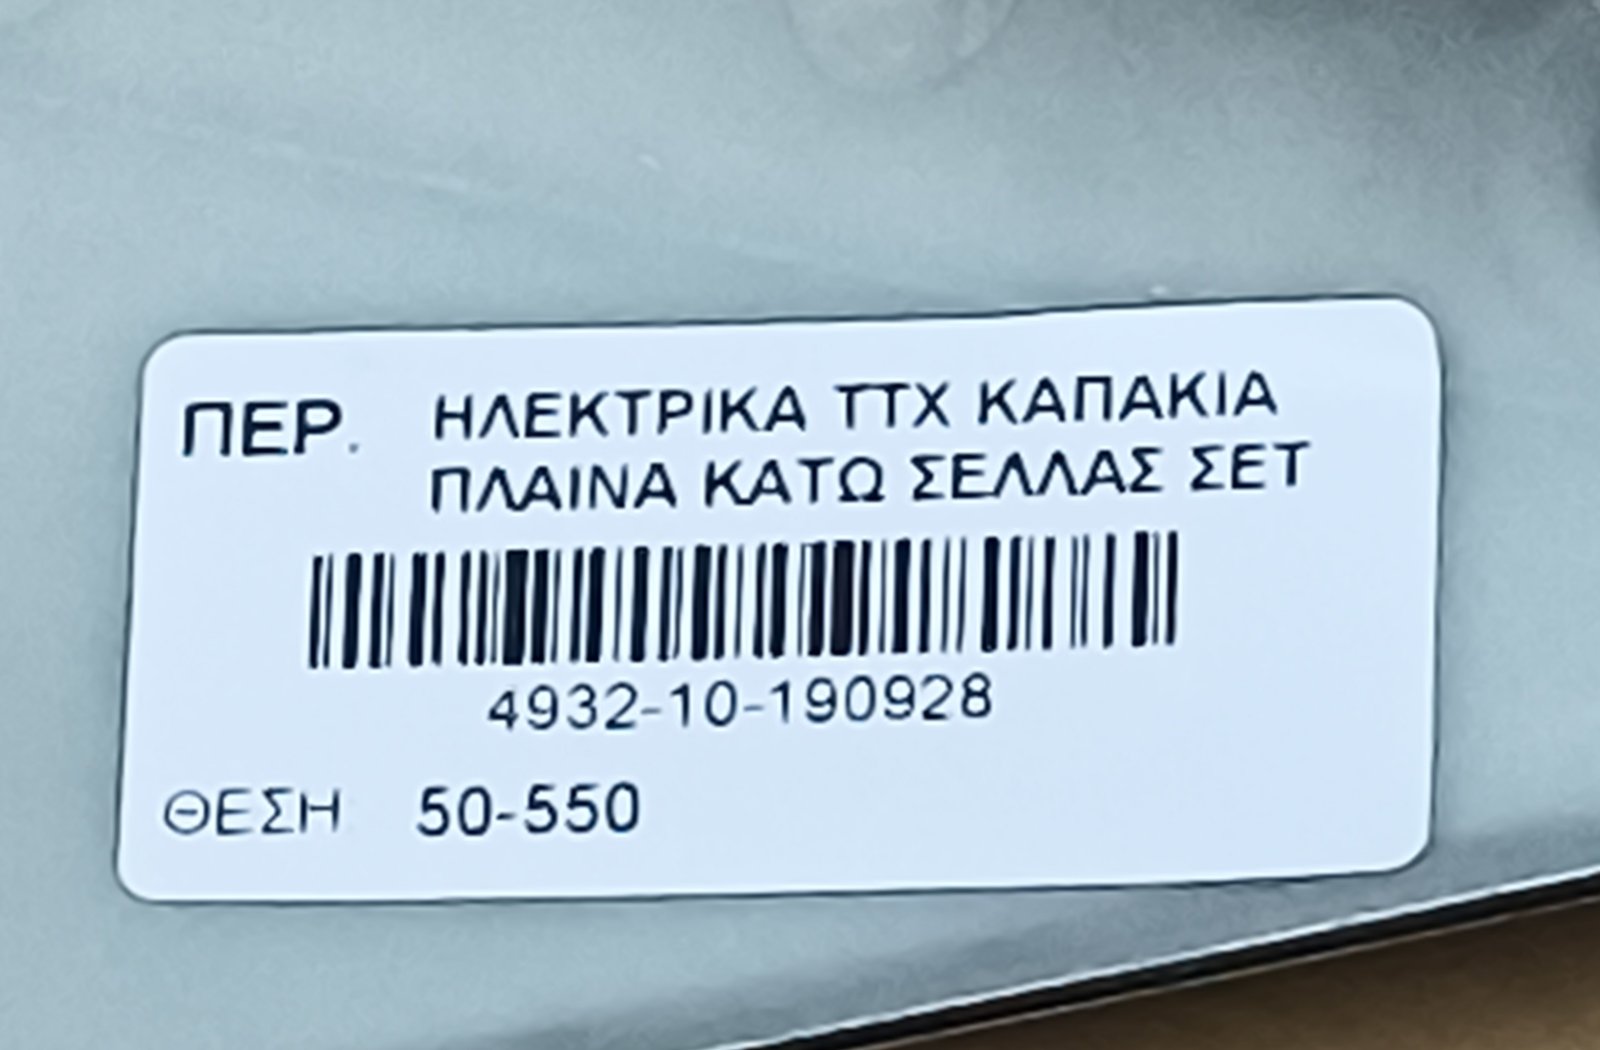 ΠΕΡ. ΗΛΕΚΤΡΙΚΑ ΤΤΧ ΚΑΠΑΚΙΑ
ΠΛΑΙΝΑ ΚΑΤΩ ΣΕΛΛΑΣ ΣΕΤ
4932-10-190928
ΘΕΣΗ 50-550